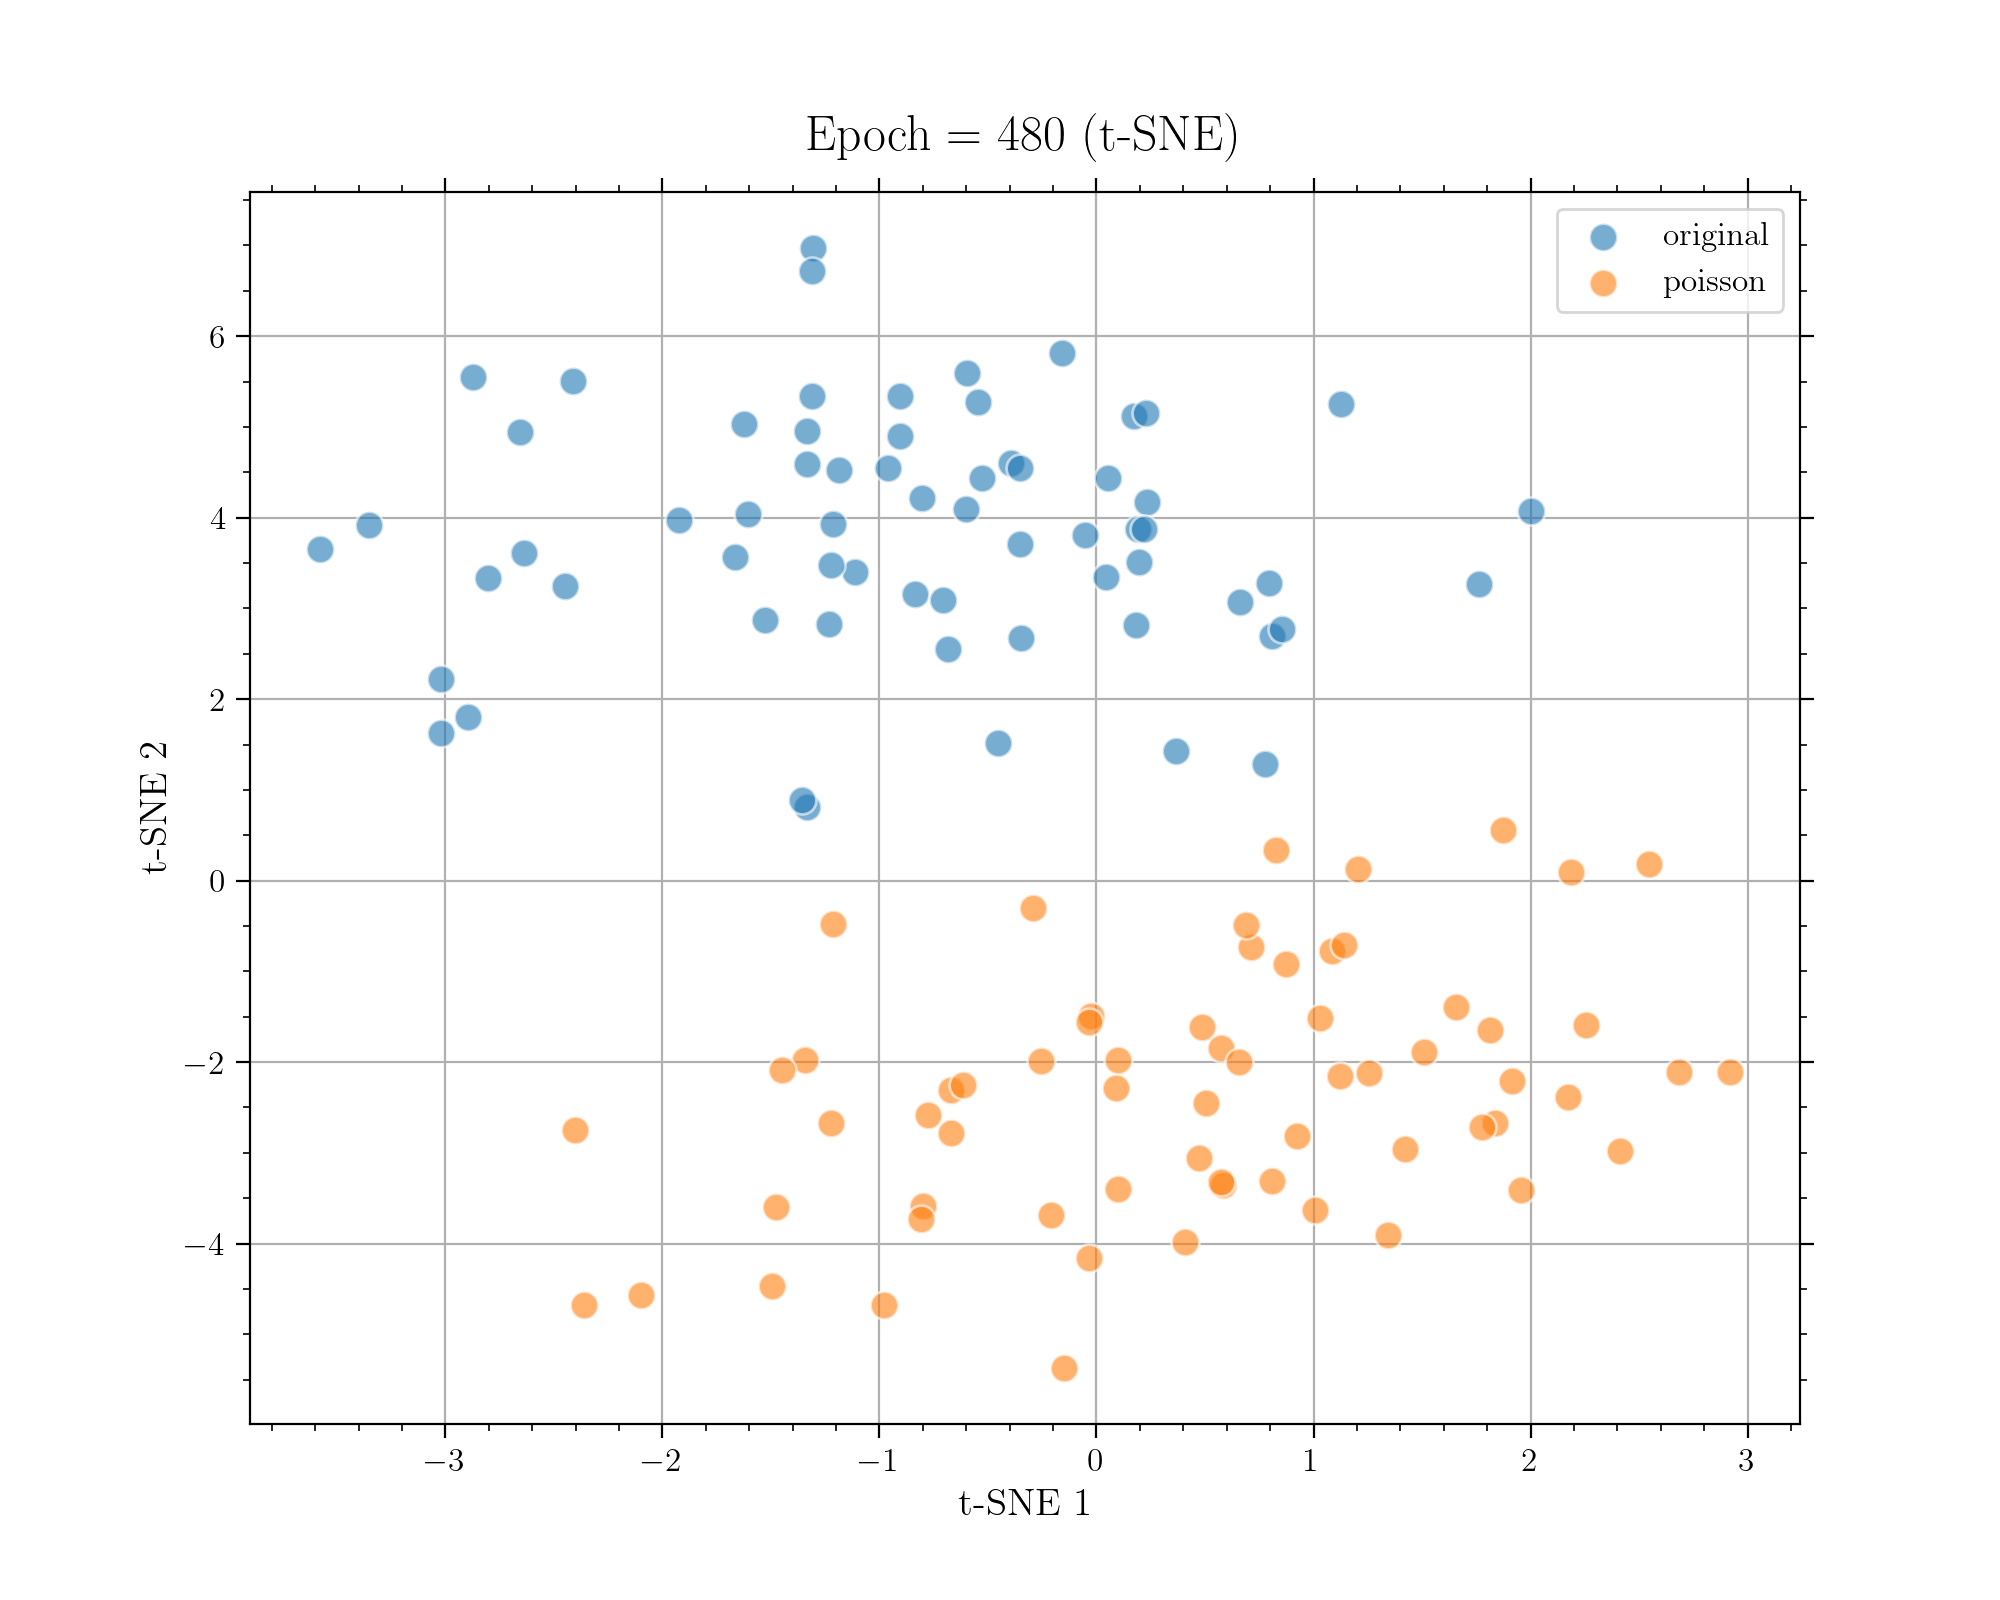 Epoch = 480 (t-SNE)
original
poisson
6
4
2
0
−2
−4
t-SNE 2
−3
−2
−1
0
1
2
3
t-SNE 1